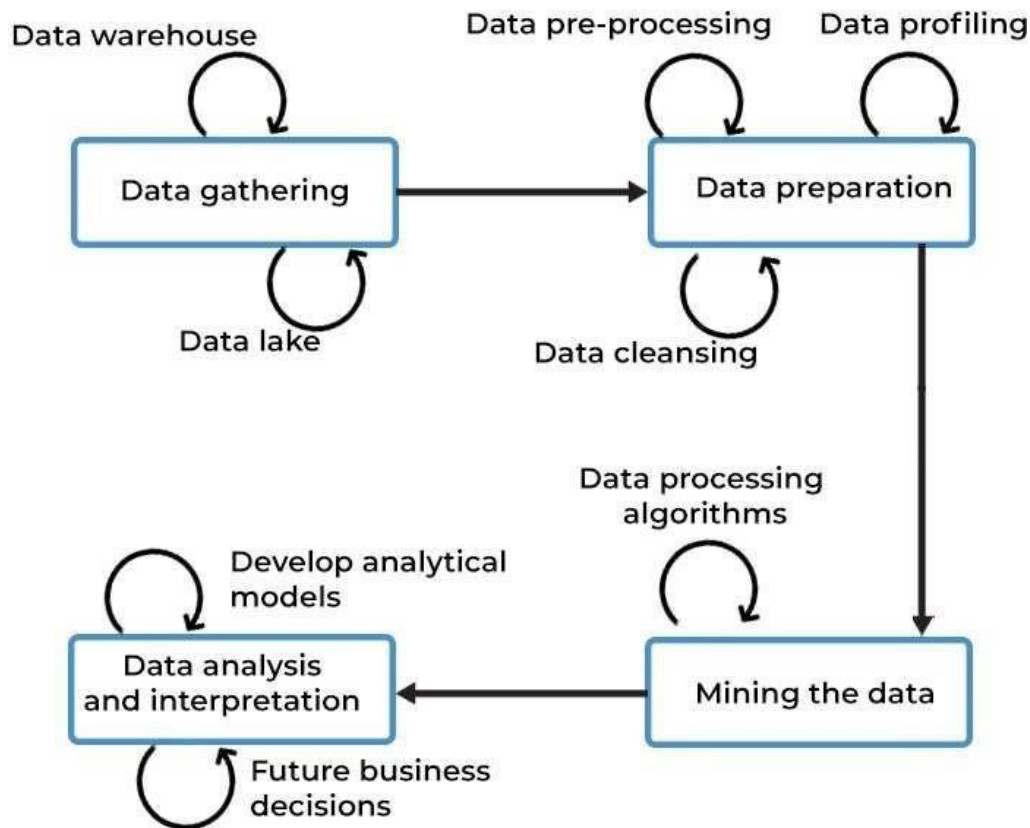 Data warehouse
Data pre-processing
Data profiling
Data gathering
Data preparation
Data lake
Data cleansing
Data processing
algorithms
Develop analytical
models
Data analysis
and interpretation
Mining the data
Future business
decisions